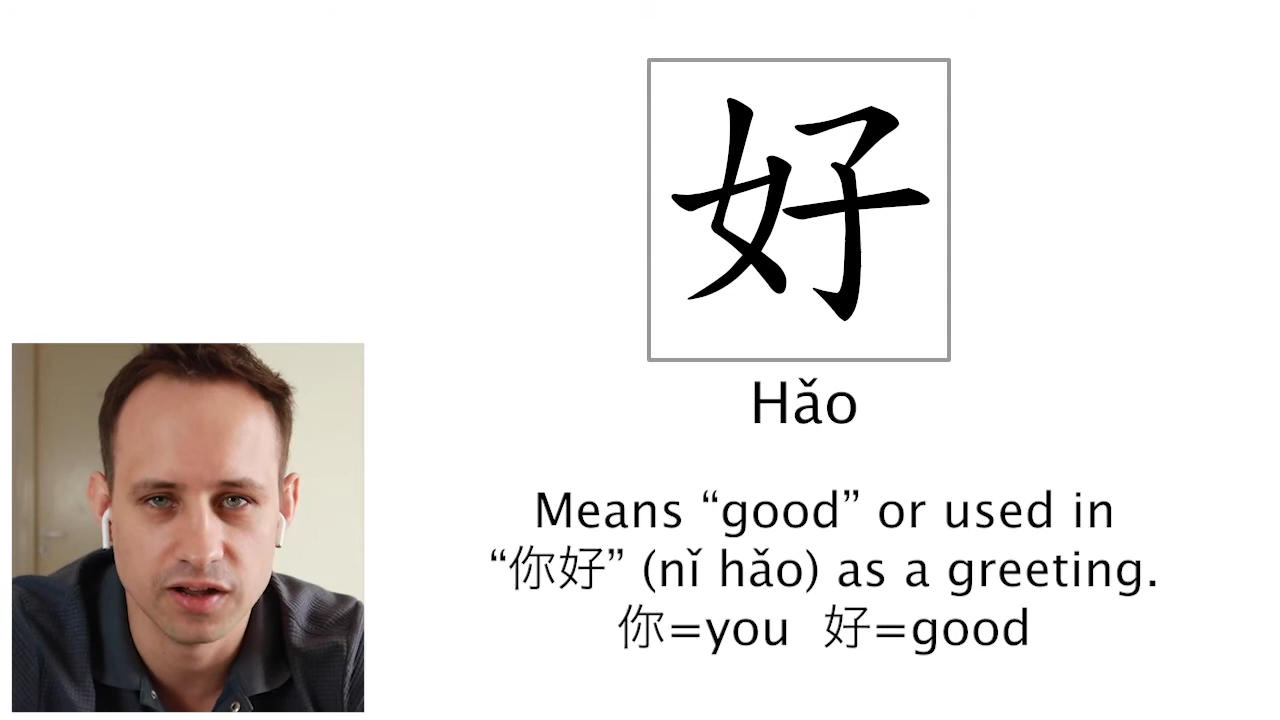 好
Hǎo
Means “good” or used in
“你好” (nǐ hǎo) as a greeting.
你=you 好=good